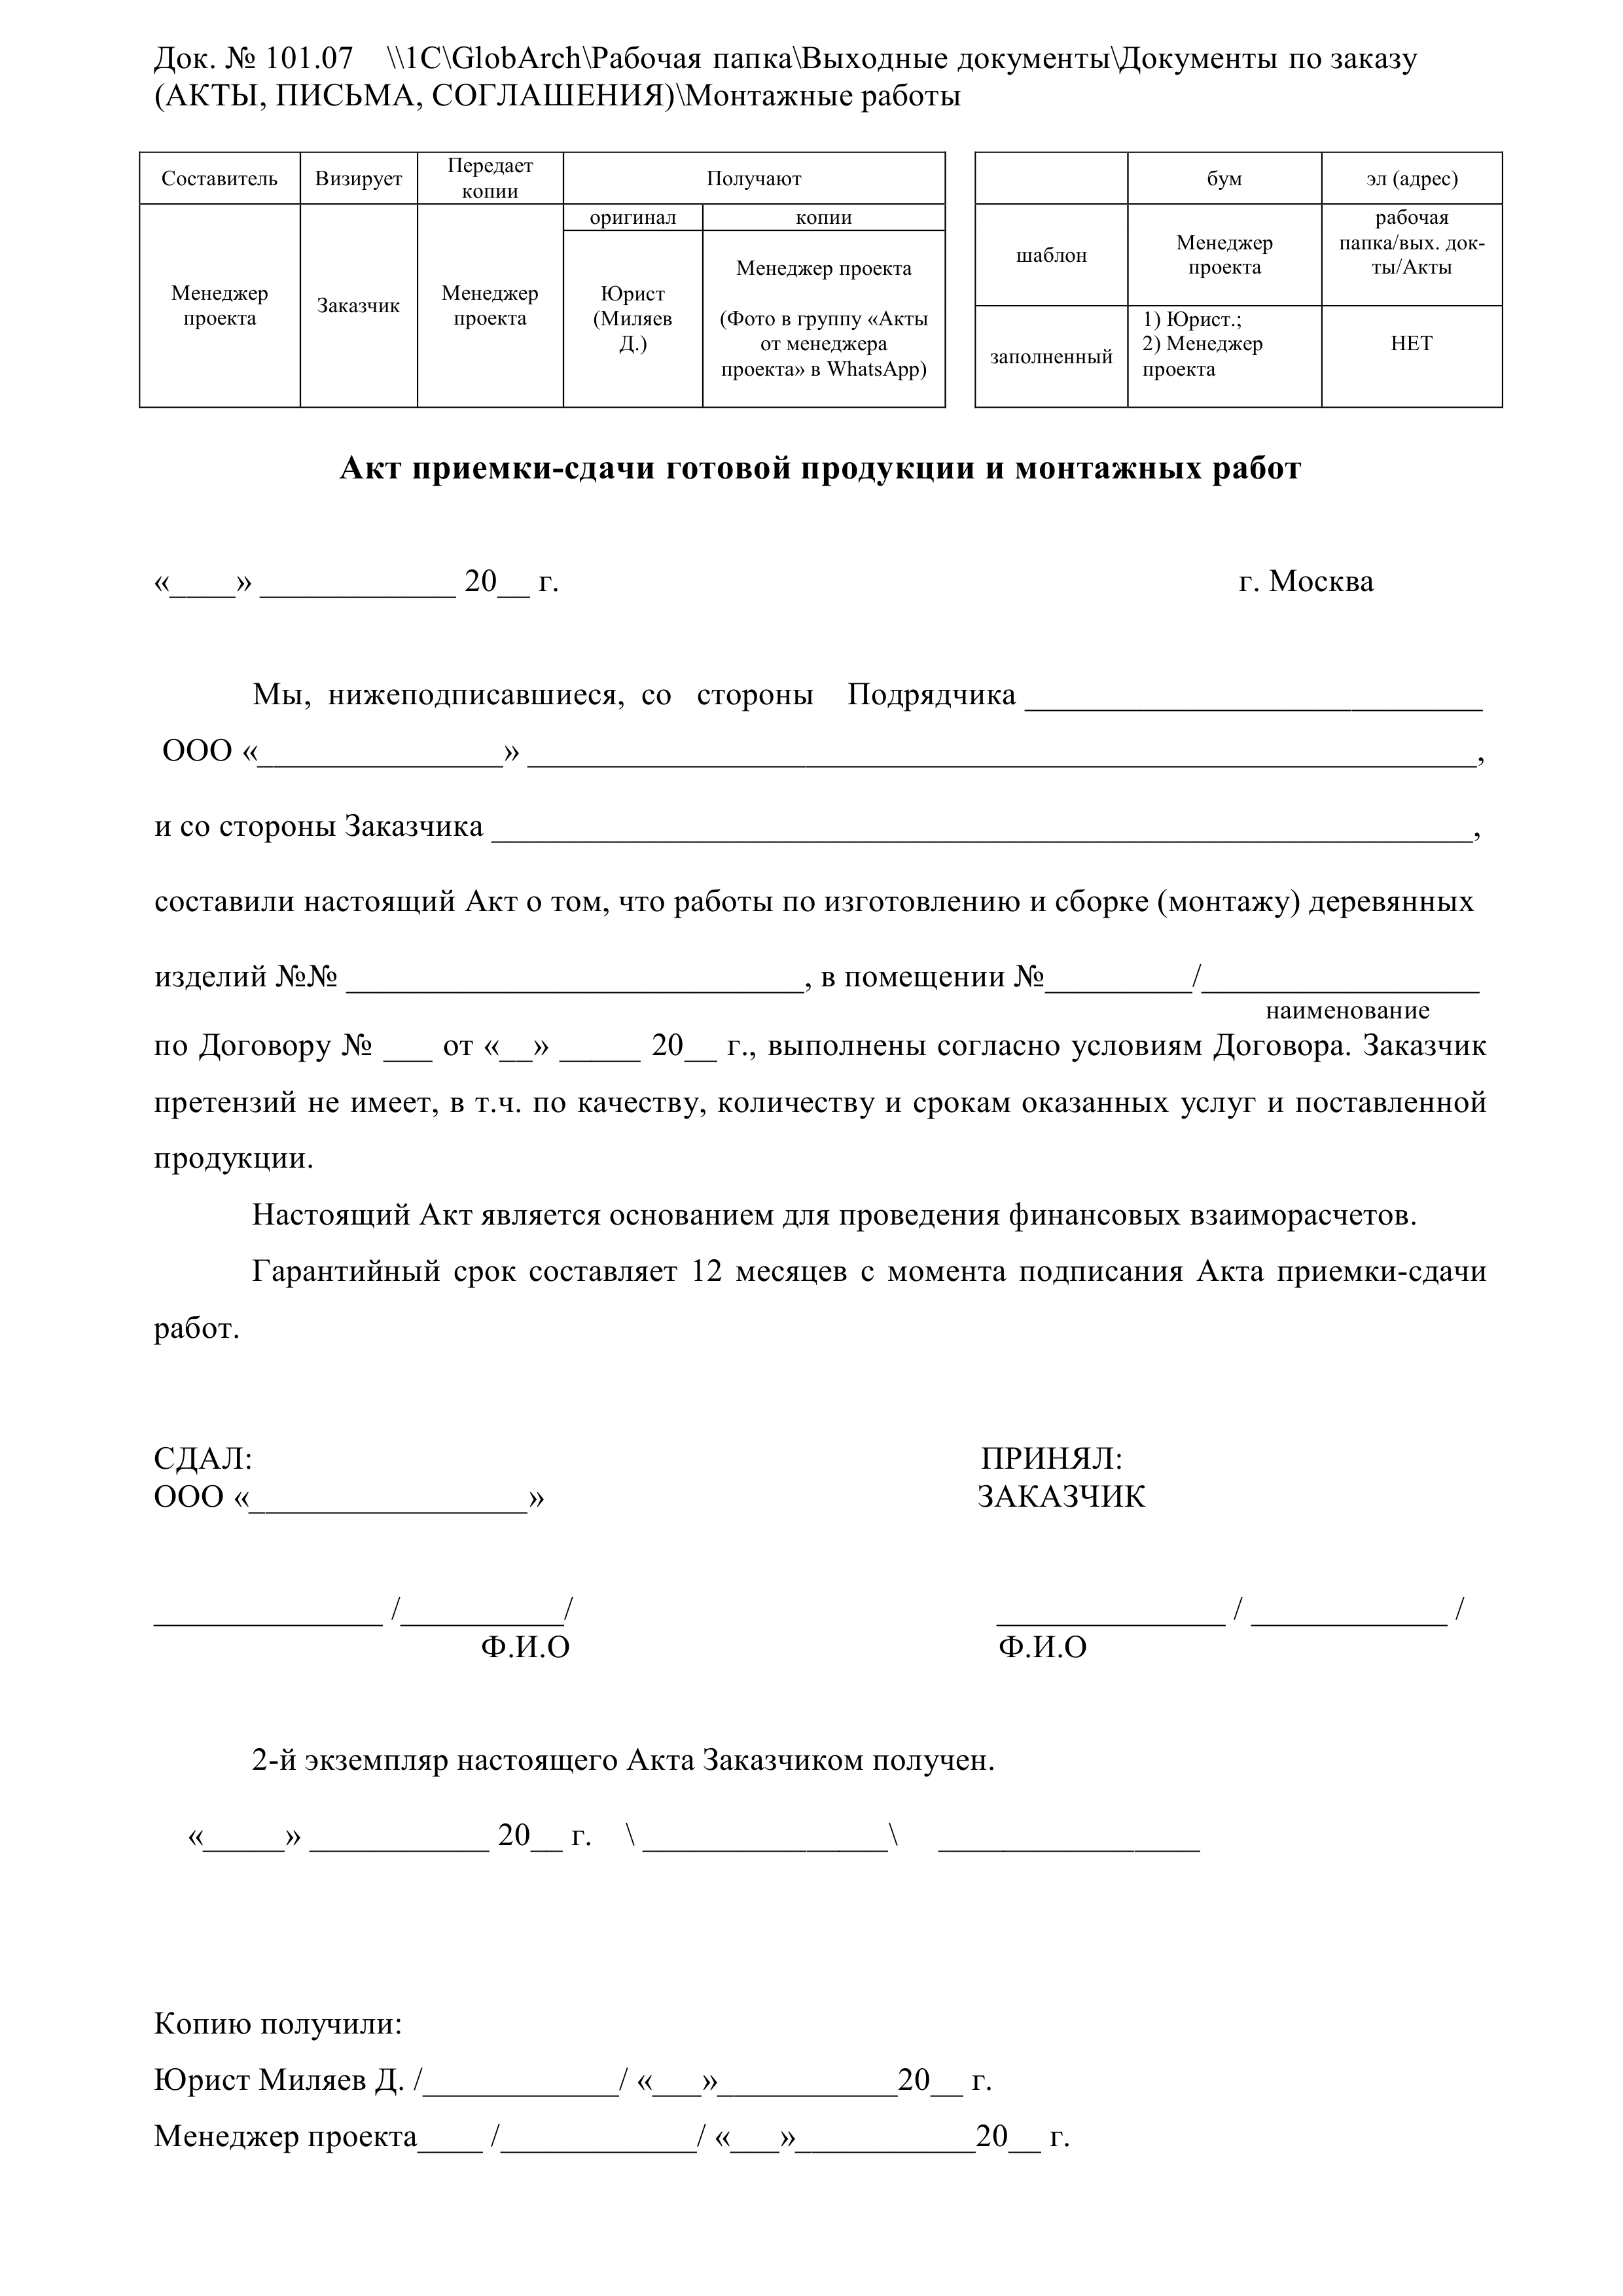 Док. № 101.07 \\1C\GlobArch\Рабочая папка\Выходные документы\Документы по заказу
(АКТЫ, ПИСЬМА, СОГЛАШЕНИЯ)\Монтажные работы
Составитель Визирует Передает копии Получают
оригинал копии
Менеджер проекта Заказчик Менеджер проекта Юрист (Миляев Д.) Менеджер проекта
(Фото в группу «Акты от менеджера проекта» в WhatsApp)
бум эл (адрес)
шаблон Менеджер проекта рабочая папка/вых. док-ты/Акты
заполненный 1) Юрист.; 2) Менеджер проекта НЕТ
Акт приемки-сдачи готовой продукции и монтажных работ
«____» ____________ 20__ г. г. Москва
Мы, нижеподписавшиеся, со стороны Подрядчика ____________________________
ООО «_______________» __________________________________________________________,
и со стороны Заказчика ____________________________________________________________,
составили настоящий Акт о том, что работы по изготовлению и сборке (монтажу) деревянных
изделий №№ ____________________________, в помещении №_________/_________________
наименование
по Договору № ___ от «__» _____ 20__ г., выполнены согласно условиям Договора. Заказчик
претензий не имеет, в т.ч. по качеству, количеству и срокам оказанных услуг и поставленной
продукции.
Настоящий Акт является основанием для проведения финансовых взаиморасчетов.
Гарантийный срок составляет 12 месяцев с момента подписания Акта приемки-сдачи
работ.
СДАЛ: ПРИНЯЛ:
ООО «_________________» ЗАКАЗЧИК
______________ /__________/ ______________ / ____________ /
Ф.И.О Ф.И.О
2-й экземпляр настоящего Акта Заказчиком получен.
«_____» ___________ 20__ г. \ _______________\ ________________
Копию получили:
Юрист Миляев Д. /____________/ «___»___________20__ г.
Менеджер проекта____ /____________/ «___»___________20__ г.